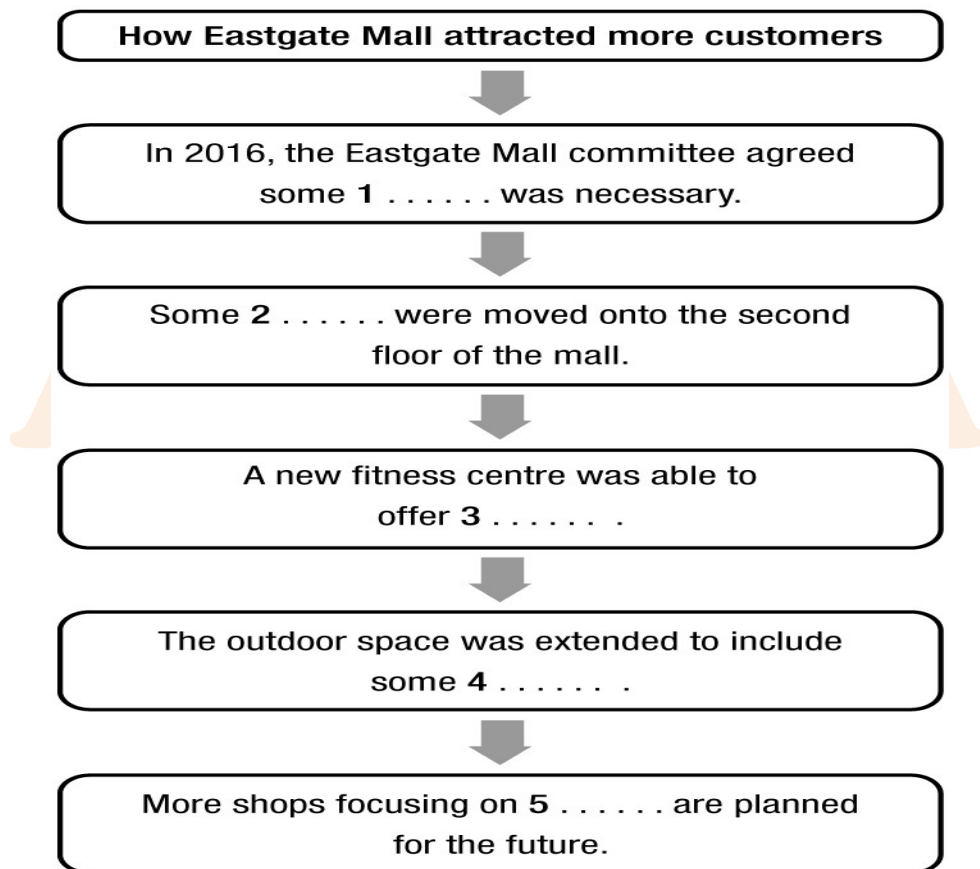 How Eastgate Mall attracted more customers
In 2016, the Eastgate Mall committee agreed
some 1 . . . . . . was necessary.
Some 2 . . . . . . were moved onto the second
floor of the mall.
A new fitness centre was able to
offer 3 . . . . . . .
The outdoor space was extended to include
some 4 . . . . . . .
More shops focusing on 5 . . . . . . are planned
for the future.